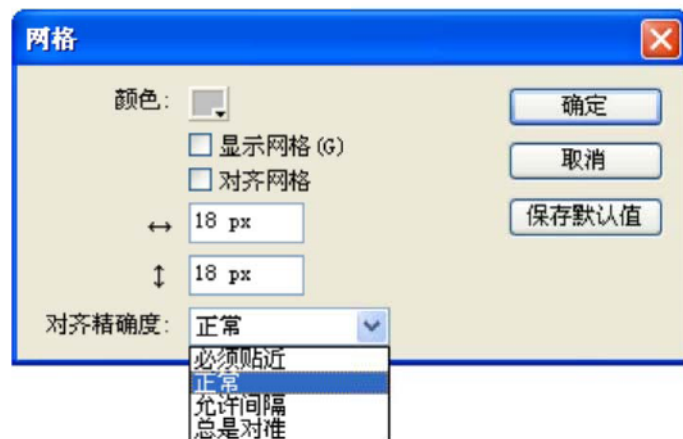 网格
颜色:
确定
显示网格(G)
取消
对齐网格
18 px
保存默认值
18 px
对齐精确度: 正常
必须贴近
正常
允许间隔
总是对准